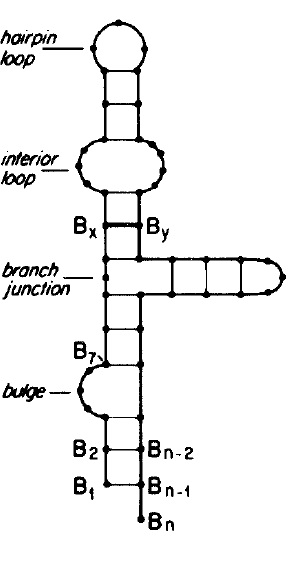 hairpin
loop
interior
loop
Bx By
branch
junction
B7
bulge
B2 Bn-2
B1 Bn-1
Bn